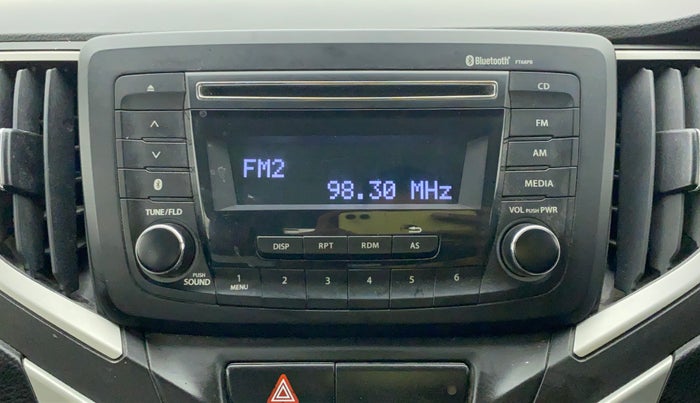 Bluetooth
CD
FM
AM
MEDIA
FM2
98.30 MHz
TUNE/FLD
VOL PUSH PWR
DISP
RPT
RDM
AS
PUSH
SOUND
1
MENU
2
3
4
5
6